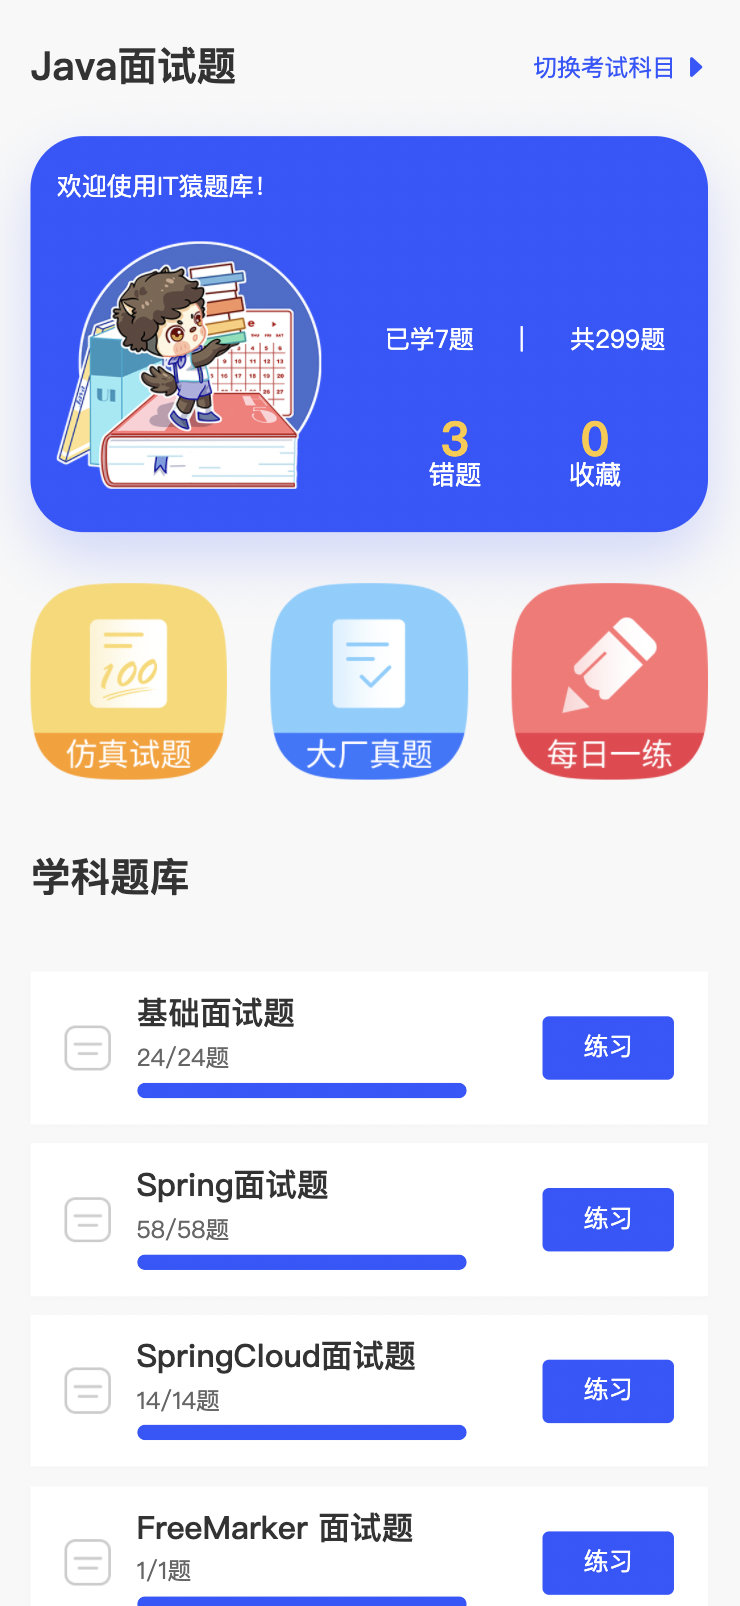 Java面试题
切换考试科目
欢迎使用IT猿题库！
已学7题 | 共299题
3 0
错题 收藏
100
仿真试题 大厂真题 每日一练
学科题库
基础面试题
24/24题
练习
Spring面试题
58/58题
练习
SpringCloud面试题
14/14题
练习
FreeMarker 面试题
1/1题
练习